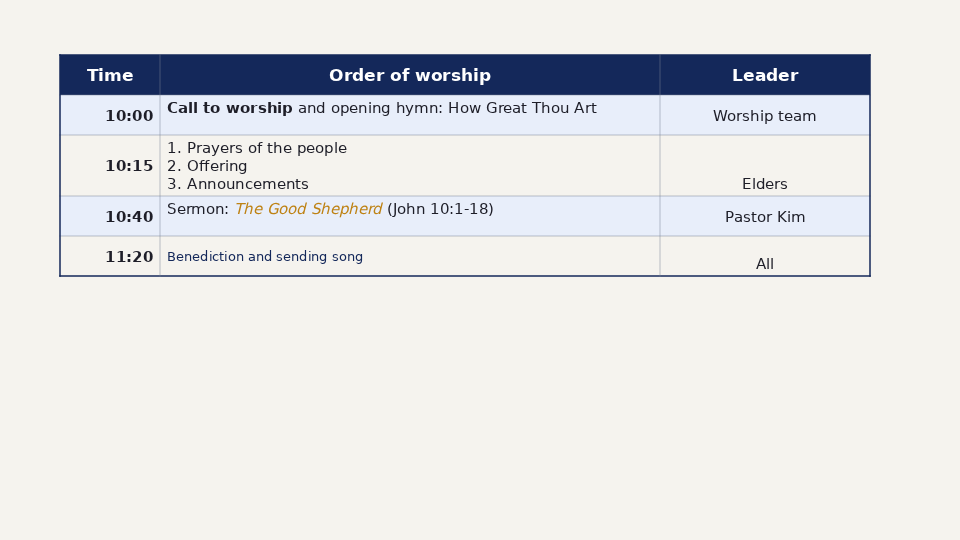 Time Order of worship Leader
10:00 Call to worship and opening hymn: How Great Thou Art Worship team
10:15 1. Prayers of the people
2. Offering
3. Announcements Elders
10:40 Sermon: The Good Shepherd (John 10:1-18) Pastor Kim
11:20 Benediction and sending song All